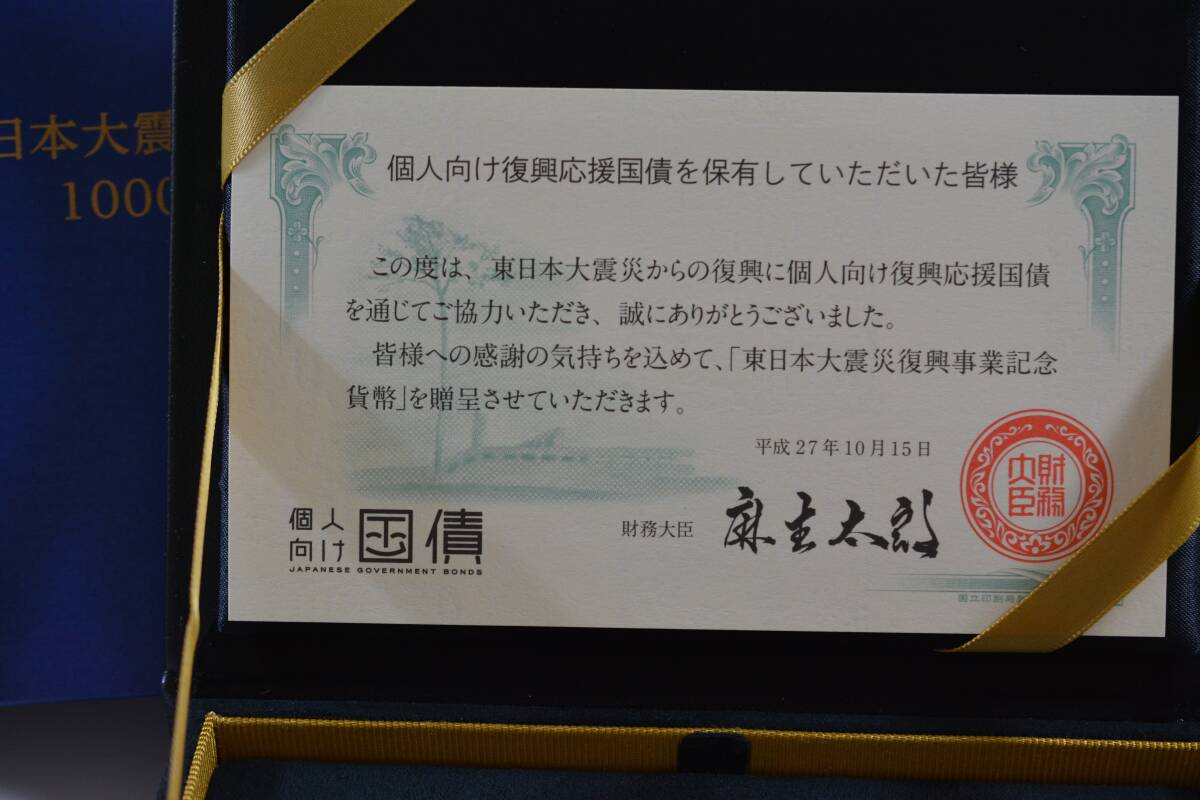 日本大震
1000
個人向け復興応援国債を保有していただいた皆様
この度は、東日本大震災からの復興に個人向け復興応援国債
を通じてご協力いただき、誠にありがとうございました。
皆様への感謝の気持ちを込めて、「東日本大震災復興事業記念
貨幣」を贈呈させていただきます。
平成27年10月15日
財務大臣 麻生太郎
財務大臣
個人
向け 国債
JAPANESE GOVERNMENT BONDS
国立印刷局